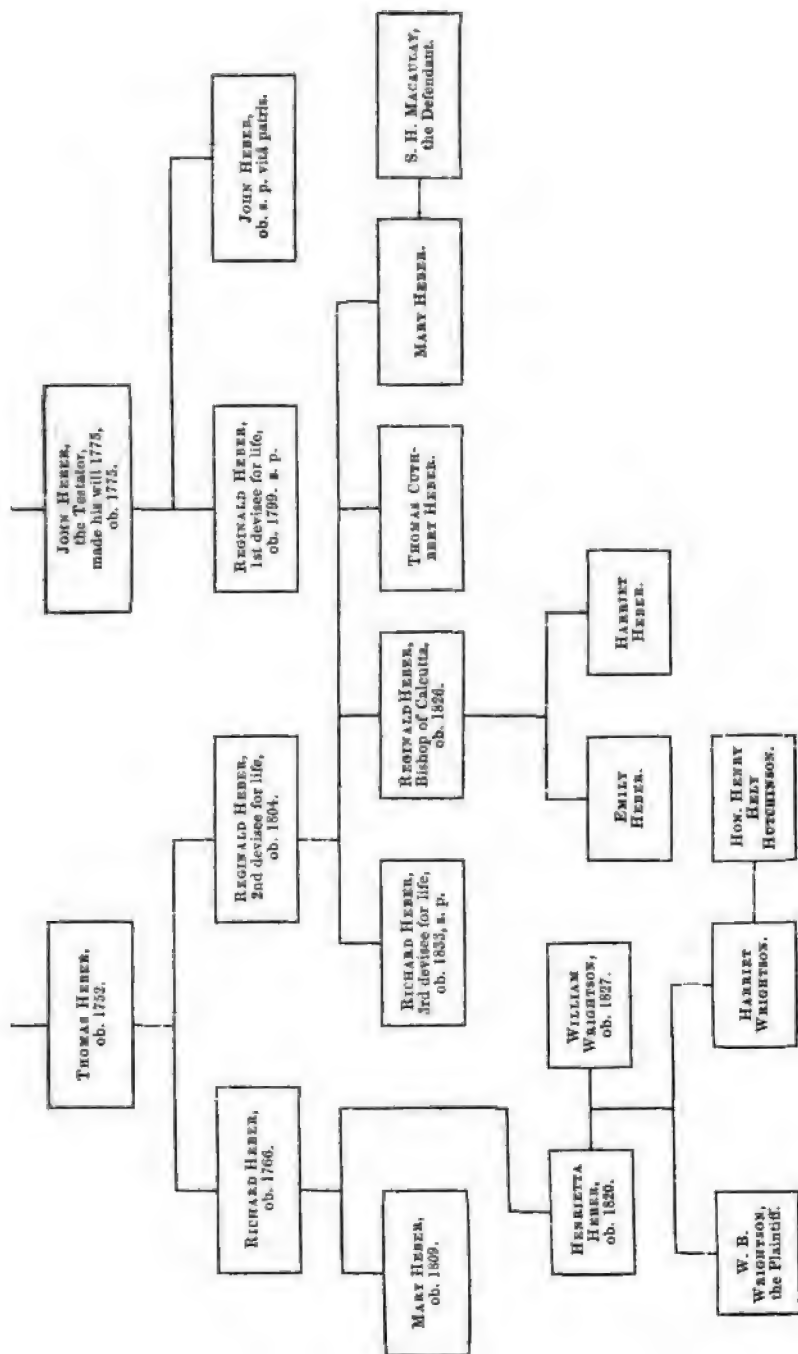 THOMAS HEBER,
ob. 1752.
JOHN HEBER,
the Testator,
made his will 1775,
ob. 1775.
RICHARD HEBER,
ob. 1766.
REGINALD HEBER,
2nd devisee for life,
ob. 1804.
REGINALD HEBER,
1st devisee for life,
ob. 1799. s. p.
JOHN HEBER,
ob. s. p. vitâ patris.
MARY HEBER,
ob. 1809.
RICHARD HEBER,
3rd devisee for life,
ob. 1833, s. p.
REGINALD HEBER,
Bishop of Calcutta,
ob. 1826.
THOMAS CUTH-
BERT HEBER.
MARY HEBER.
S. H. MACAULAY,
the Defendant.
HENRIETTA
HEBER,
ob. 1820.
WILLIAM
WRIGHTSON,
ob. 1827.
EMILY
HEBER.
HARRIET
HEBER.
W. B.
WRIGHTSON,
the Plaintiff.
HARRIET
WRIGHTSON.
HON. HENRY
HELY
HUTCHINSON.